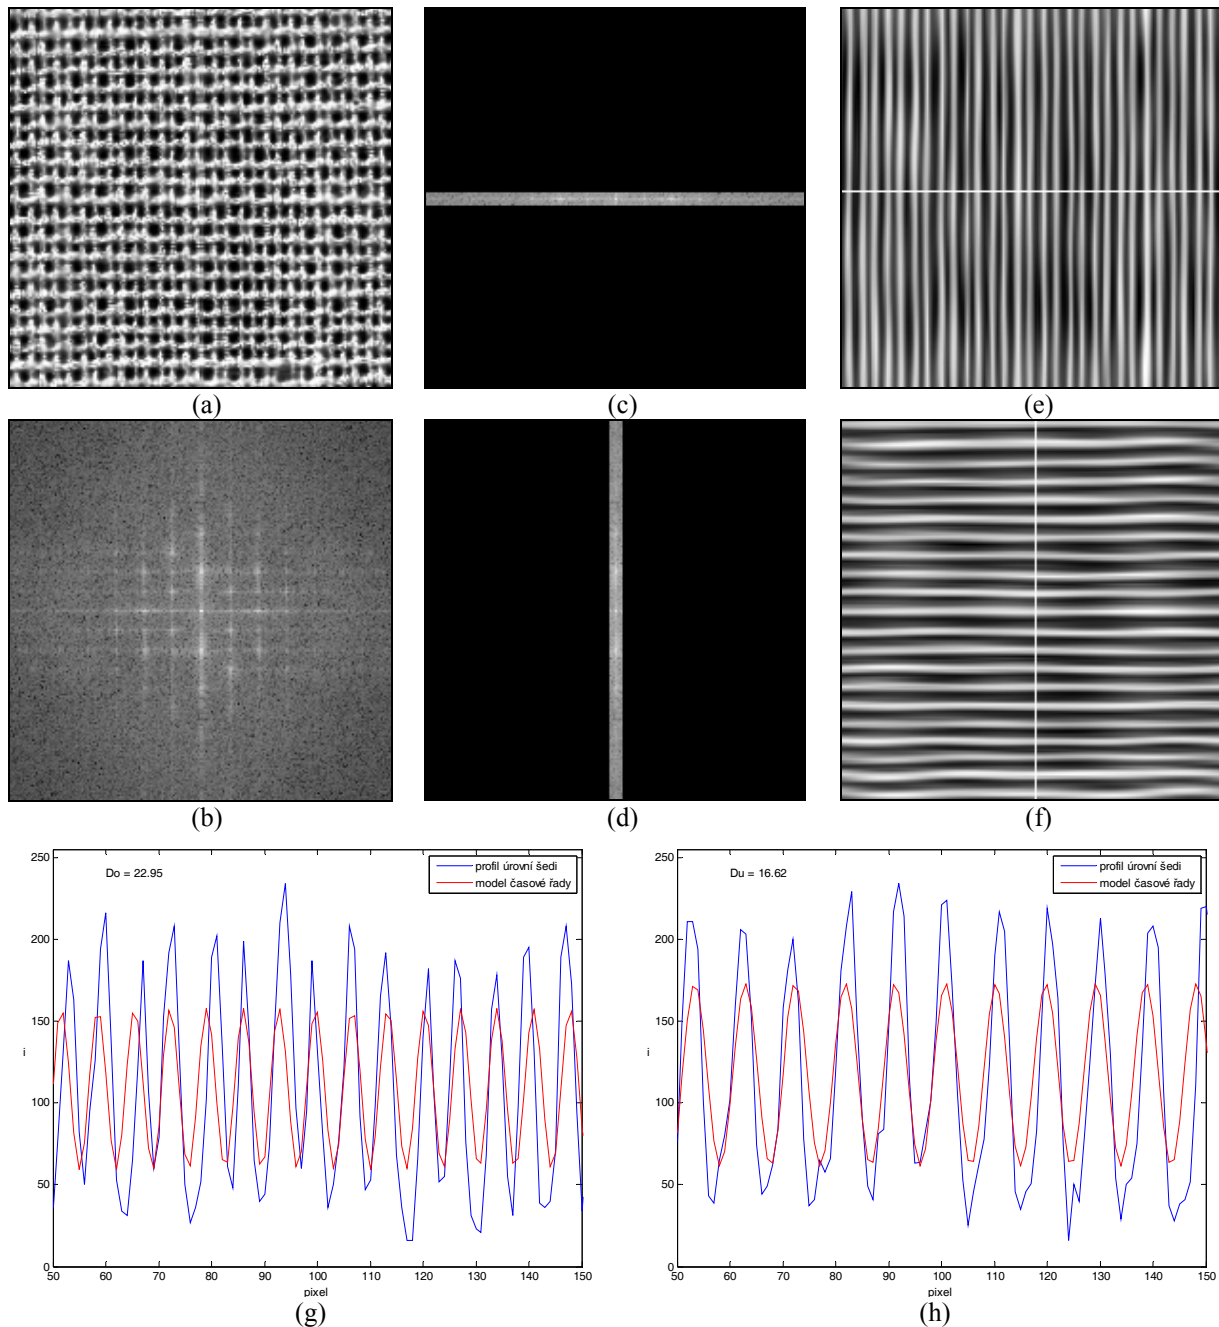 (a)
(c)
(e)
(b)
(d)
(f)
250
200
150
100
50
0
i
Do = 22.95
profil úrovní šedi
model časové řady
50 60 70 80 90 100 110 120 130 140 150
pixel
(g)
250
200
150
100
50
0
i
Du = 16.62
profil úrovní šedi
model časové řady
50 60 70 80 90 100 110 120 130 140 150
pixel
(h)